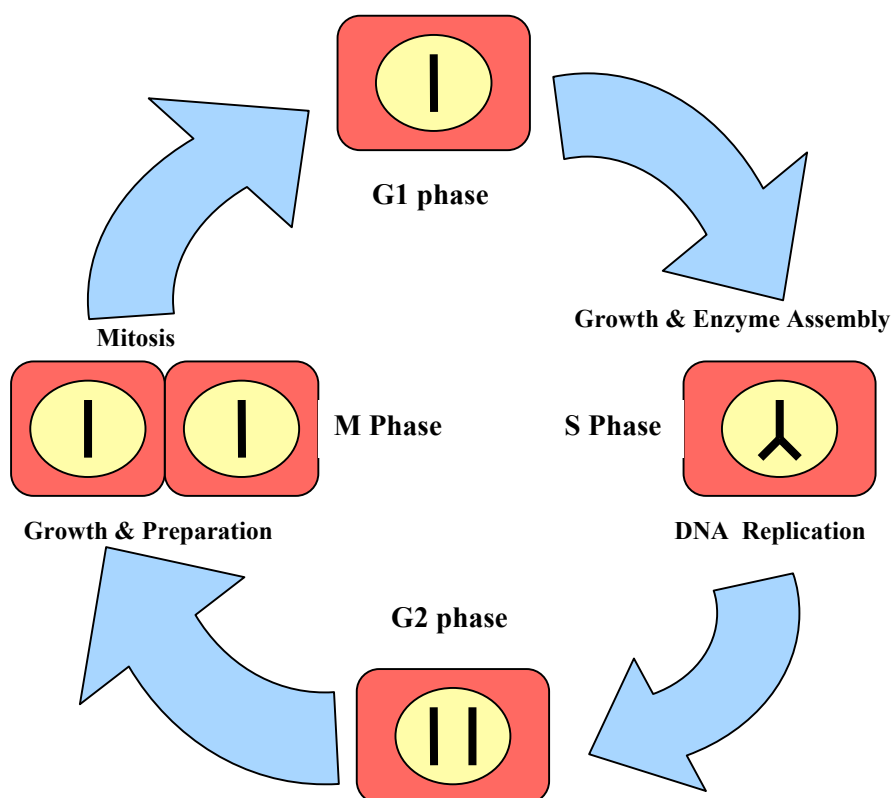 G1 phase
Growth & Enzyme Assembly
Mitosis
M Phase
S Phase
Growth & Preparation
DNA Replication
G2 phase